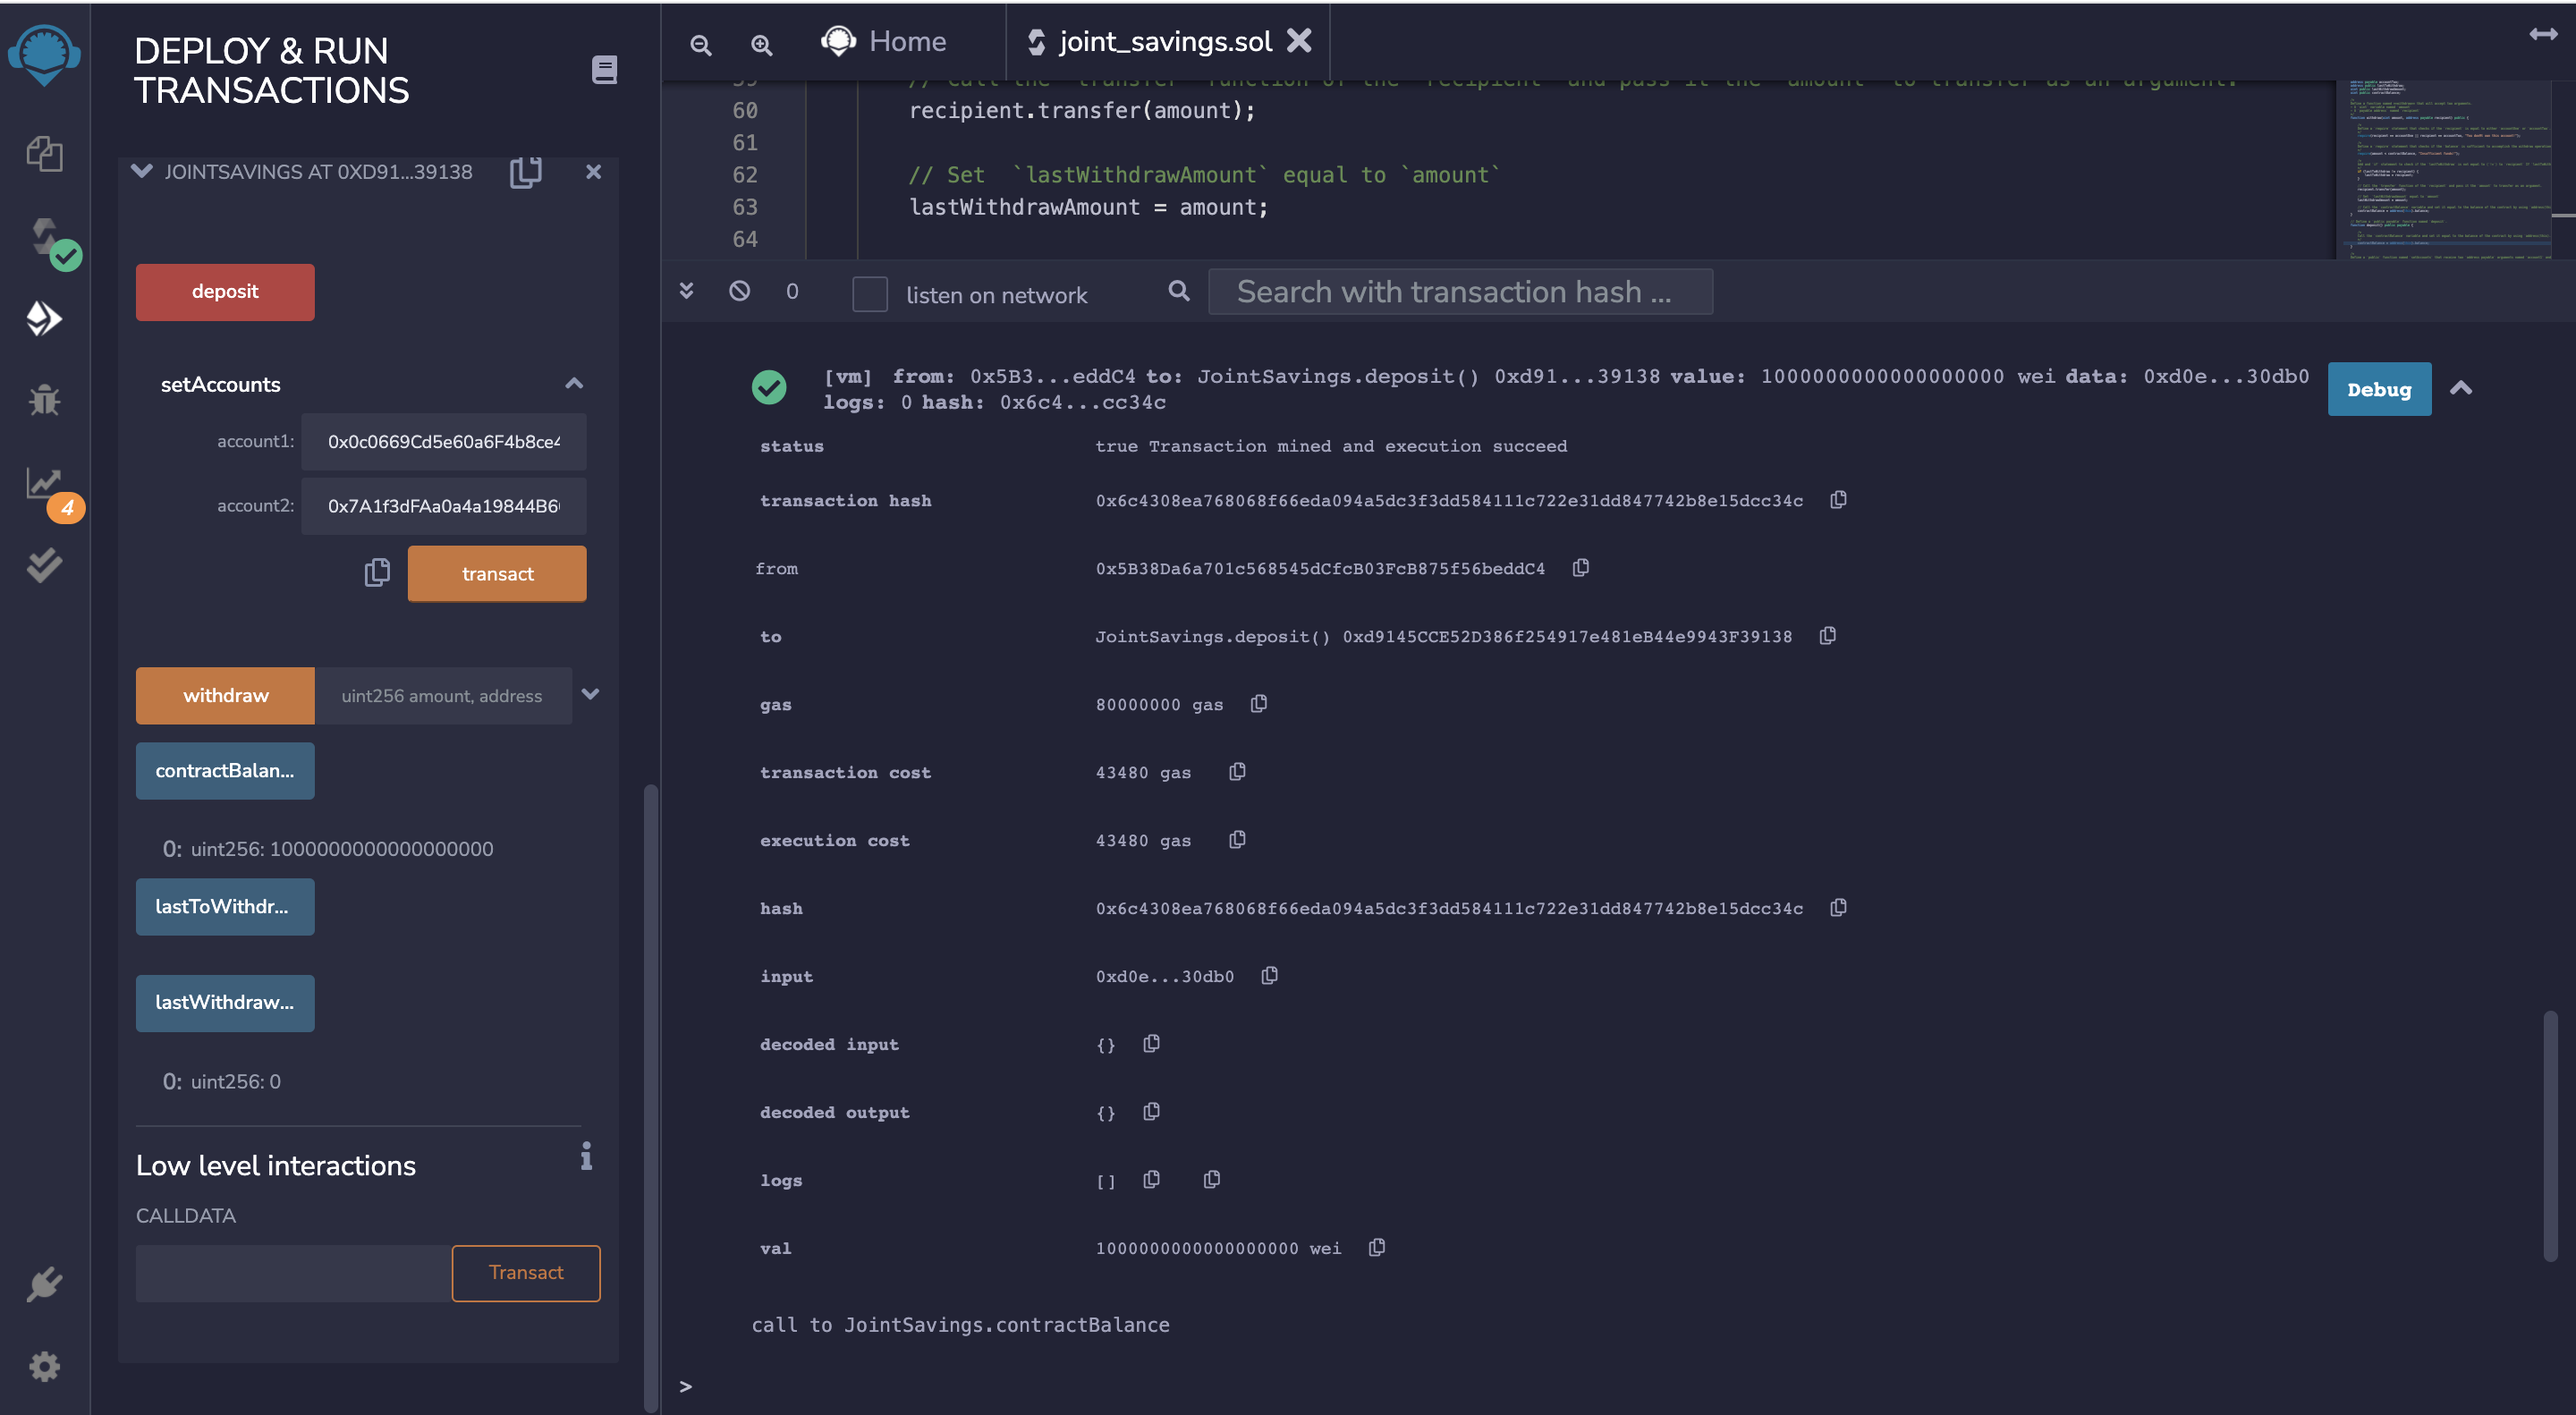 DEPLOY & RUN
TRANSACTIONS
JOINTSAVINGS AT 0XD91...39138
deposit
setAccounts
account1: 0x0c0669Cd5e60a6F4b8ce4
account2: 0x7A1f3dFAa0a4a19844B6
transact
withdraw uint256 amount, address
contractBalan...
0: uint256: 1000000000000000000
lastToWithdr...
lastWithdraw...
0: uint256: 0
Low level interactions
CALLDATA
Transact
4
Home
joint_savings.sol
59 // Call the `transfer` function of the `recipient` and pass it the `amount` to transfer as an argument.
60 recipient.transfer(amount);
61
62 // Set  `lastWithdrawAmount` equal to `amount`
63 lastWithdrawAmount = amount;
64
0 listen on network Search with transaction hash ...
[vm] from: 0x5B3...eddC4 to: JointSavings.deposit() 0xd91...39138 value: 1000000000000000000 wei data: 0xd0e...30db0
logs: 0 hash: 0x6c4...cc34c
Debug
status true Transaction mined and execution succeed
transaction hash 0x6c4308ea768068f66eda094a5dc3f3dd584111c722e31dd847742b8e15dcc34c
from 0x5B38Da6a701c568545dCfcB03FcB875f56beddC4
to JointSavings.deposit() 0xd9145CCE52D386f254917e481eB44e9943F39138
gas 80000000 gas
transaction cost 43480 gas
execution cost 43480 gas
hash 0x6c4308ea768068f66eda094a5dc3f3dd584111c722e31dd847742b8e15dcc34c
input 0xd0e...30db0
decoded input {}
decoded output {}
logs []
val 1000000000000000000 wei
call to JointSavings.contractBalance
>